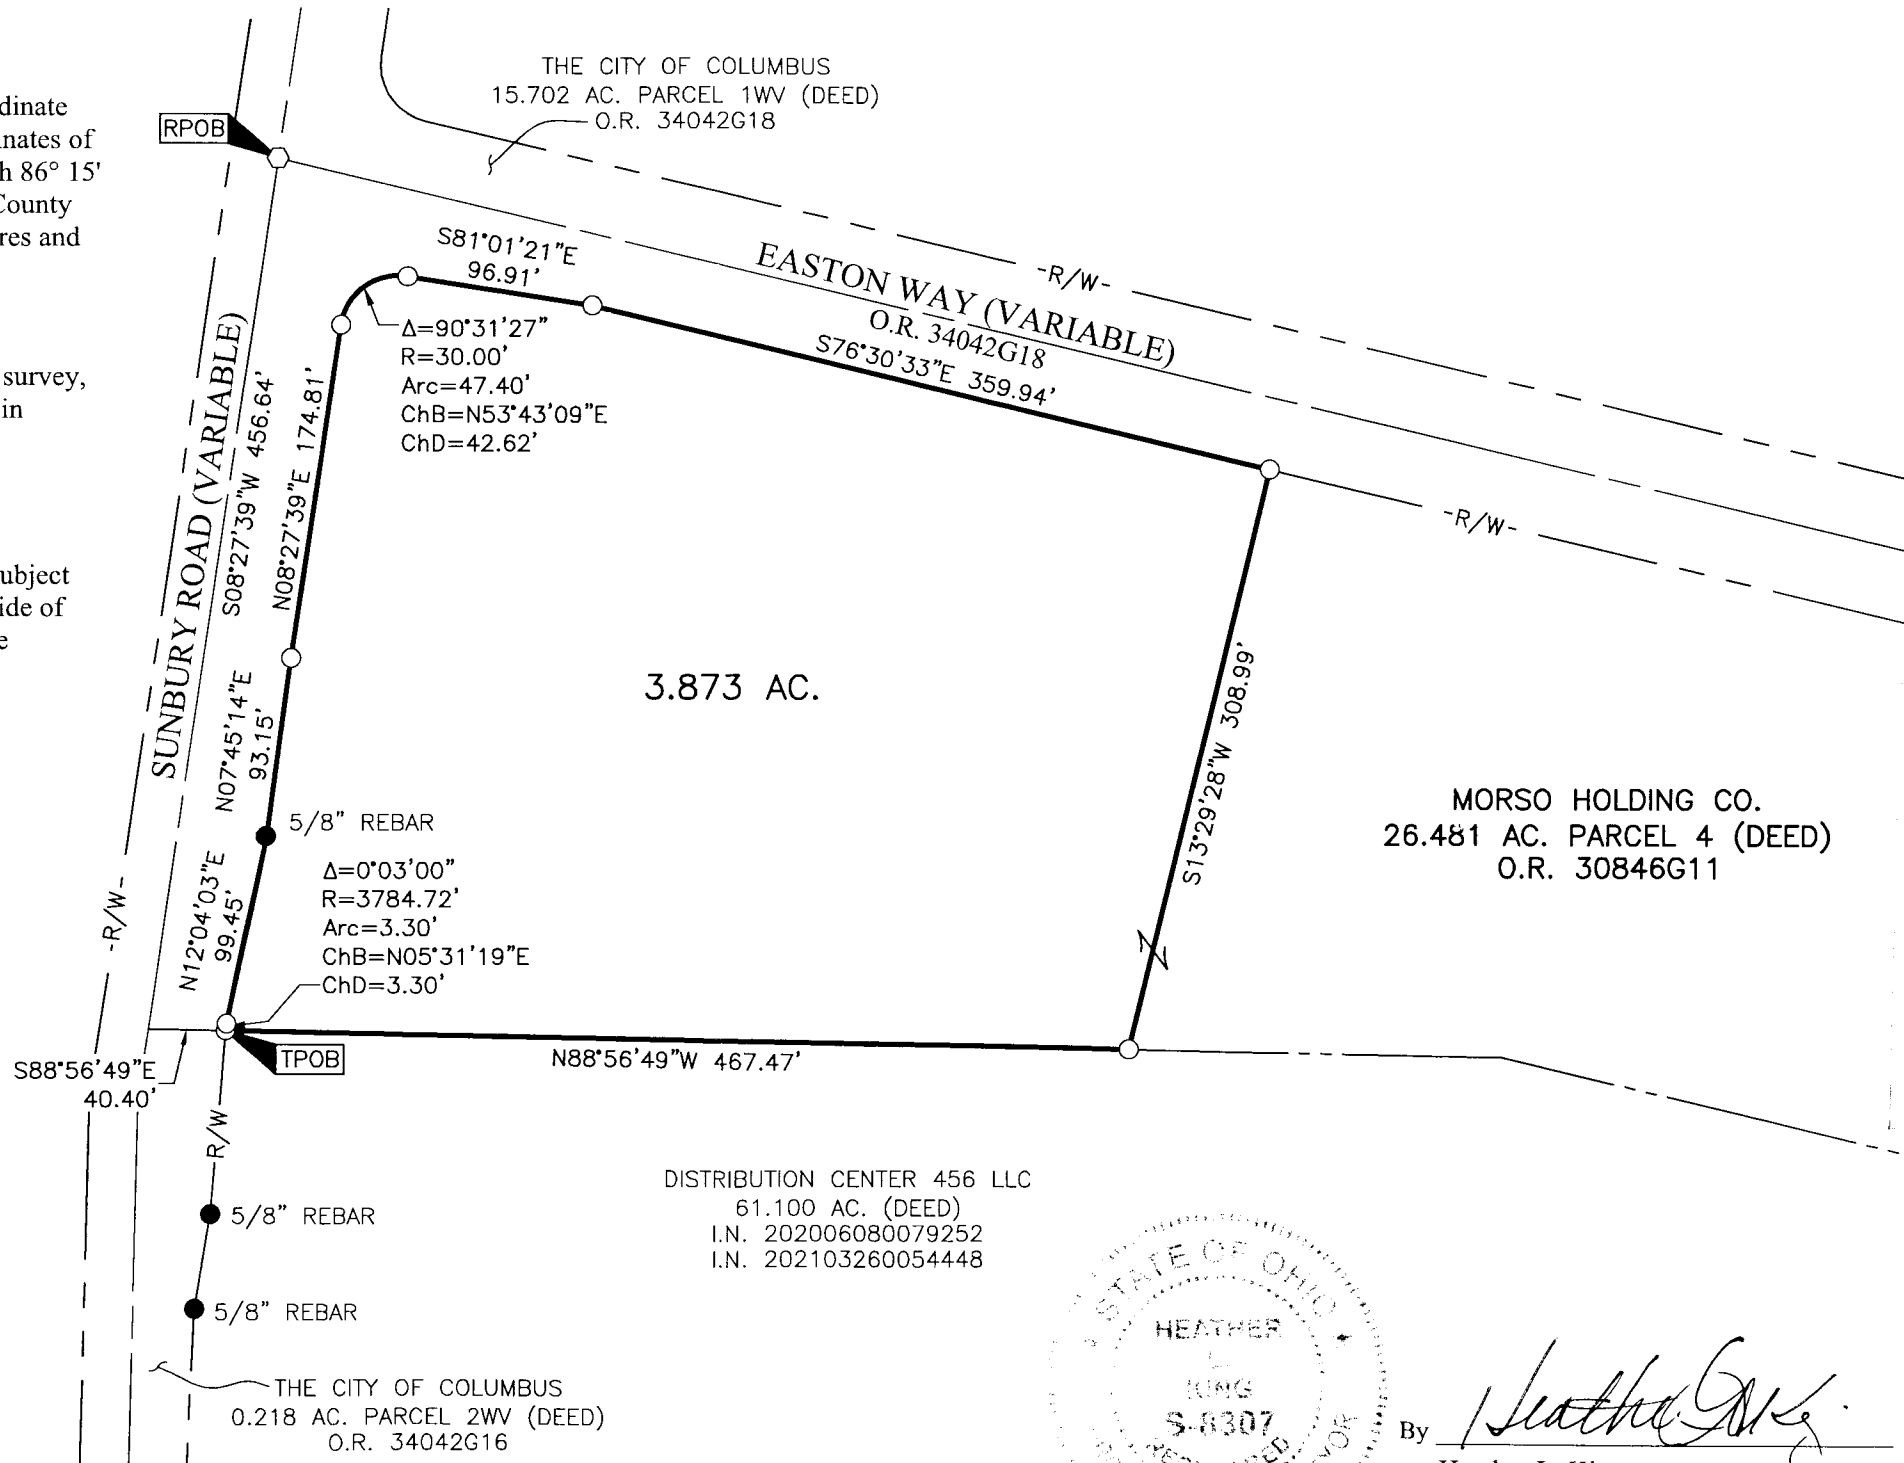 THE CITY OF COLUMBUS
15.702 AC. PARCEL 1WV (DEED)
O.R. 34042G18
dinate
nates of
h 86° 15'
County
res and
RPOB
survey,
in
ubject
ide of
e
S81°01'21"E
96.91'
EASTON WAY (VARIABLE)
O.R. 34042G18
-R/W-
S76°30'33"E 359.94'
Δ=90°31'27"
R=30.00'
Arc=47.40'
ChB=N53°43'09"E
ChD=42.62'
-R/W-
SUNBURY ROAD (VARIABLE)
S08°27'39"W 456.64'
N08°27'39"E 174.81'
3.873 AC.
S13°29'28"W 308.99'
N07°45'14"E
93.15'
5/8" REBAR
MORSO HOLDING CO.
26.481 AC. PARCEL 4 (DEED)
O.R. 30846G11
-R/W-
N12°04'03"E
99.45'
Δ=0°03'00"
R=3784.72'
Arc=3.30'
ChB=N05°31'19"E
ChD=3.30'
Z
TPOB
N88°56'49"W 467.47'
S88°56'49"E
40.40'
R/W
DISTRIBUTION CENTER 456 LLC
61.100 AC. (DEED)
I.N. 202006080079252
I.N. 202103260054448
5/8" REBAR
5/8" REBAR
THE CITY OF COLUMBUS
0.218 AC. PARCEL 2WV (DEED)
O.R. 34042G16
STATE OF OHIO
HEATHER
KING
S-8307
By